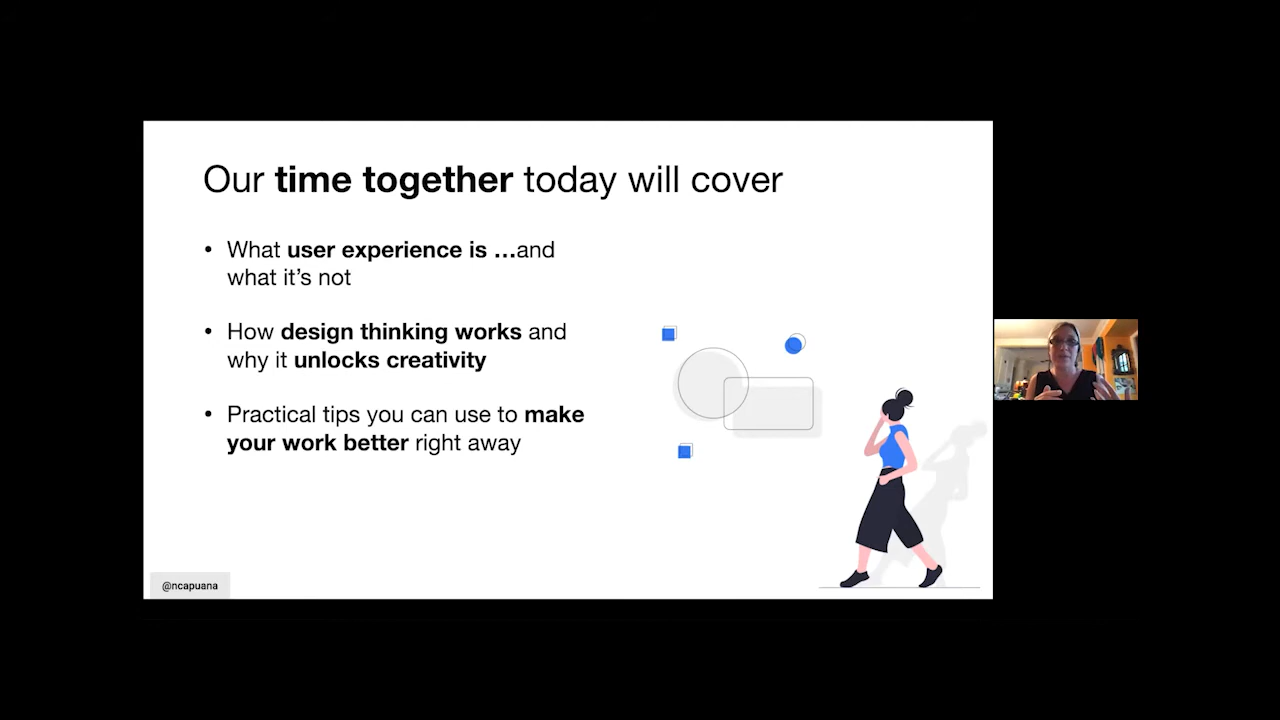 Our time together today will cover
• What user experience is …and
what it’s not
• How design thinking works and
why it unlocks creativity
• Practical tips you can use to make
your work better right away
@ncapuana